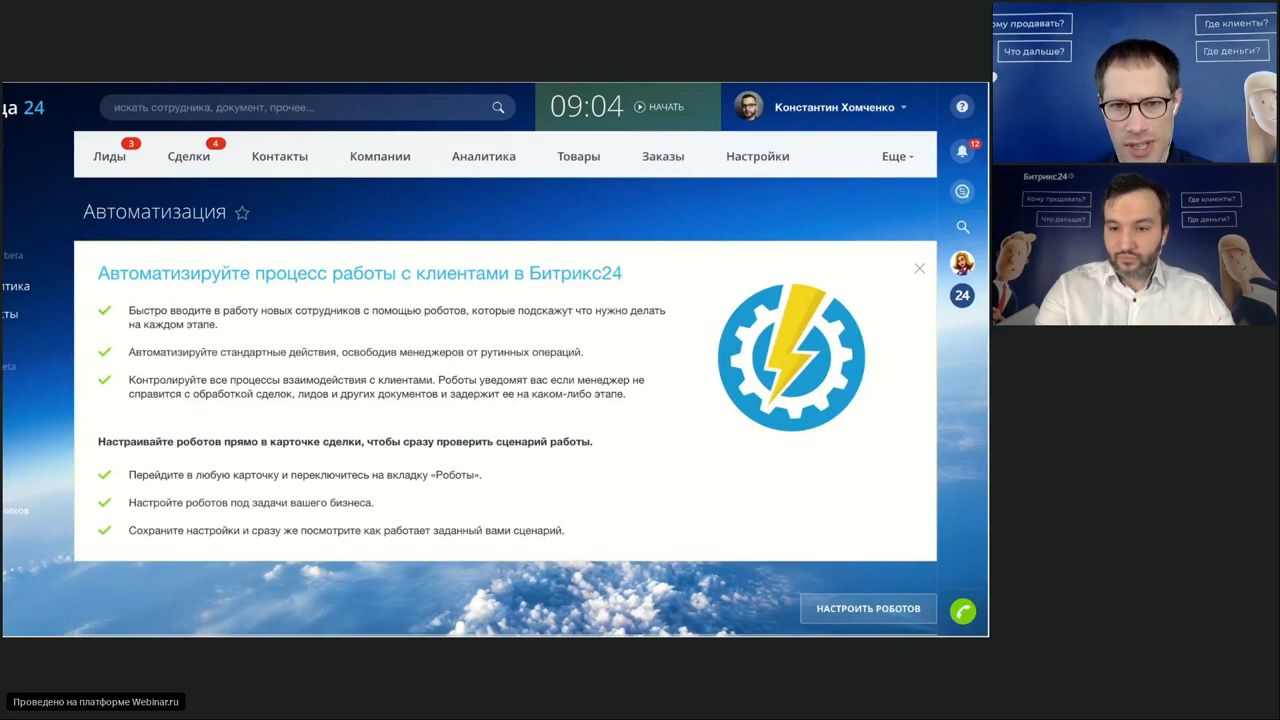 ца 24
искать сотрудника, документ, прочее...
09:04
НАЧАТЬ
Константин Хомченко
?
Лиды
3
Сделки
4
Контакты
Компании
Аналитика
Товары
Заказы
Настройки
Еще
12
Автоматизация
beta
итика
ты
beta
ников
24
Автоматизируйте процесс работы с клиентами в Битрикс24
Быстро вводите в работу новых сотрудников с помощью роботов, которые подскажут что нужно делать
на каждом этапе.
Автоматизируйте стандартные действия, освободив менеджеров от рутинных операций.
Контролируйте все процессы взаимодействия с клиентами. Роботы уведомят вас если менеджер не
справится с обработкой сделок, лидов и других документов и задержит ее на каком-либо этапе.
Настраивайте роботов прямо в карточке сделки, чтобы сразу проверить сценарий работы.
Перейдите в любую карточку и переключитесь на вкладку «Роботы».
Настройте роботов под задачи вашего бизнеса.
Сохраните настройки и сразу же посмотрите как работает заданный вами сценарий.
НАСТРОИТЬ РОБОТОВ
ому продавать?
Где клиенты?
Что дальше?
Где деньги?
Битрикс24
Кому продавать?
Где клиенты?
Что дальше?
Где деньги?
Проведено на платформе Webinar.ru